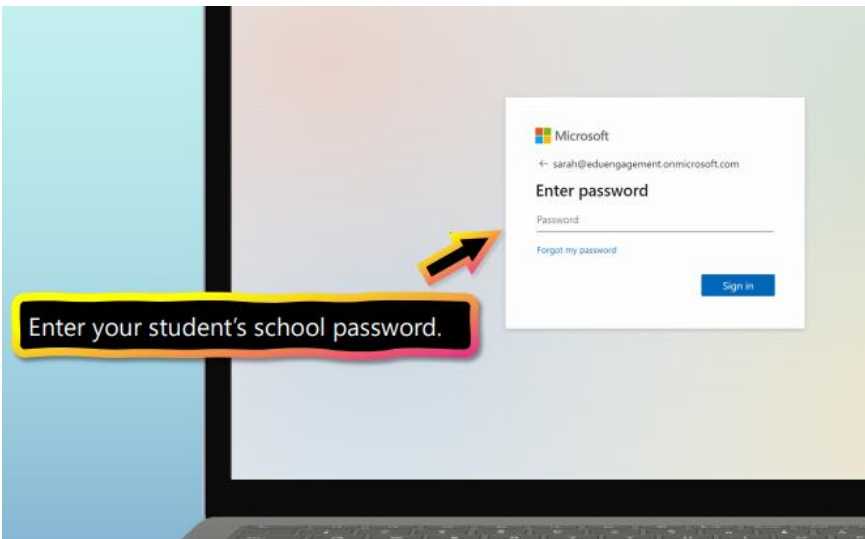 Microsoft
← sarah@eduengagement.onmicrosoft.com
Enter password
Password
Forgot my password
Sign in
Enter your student’s school password.